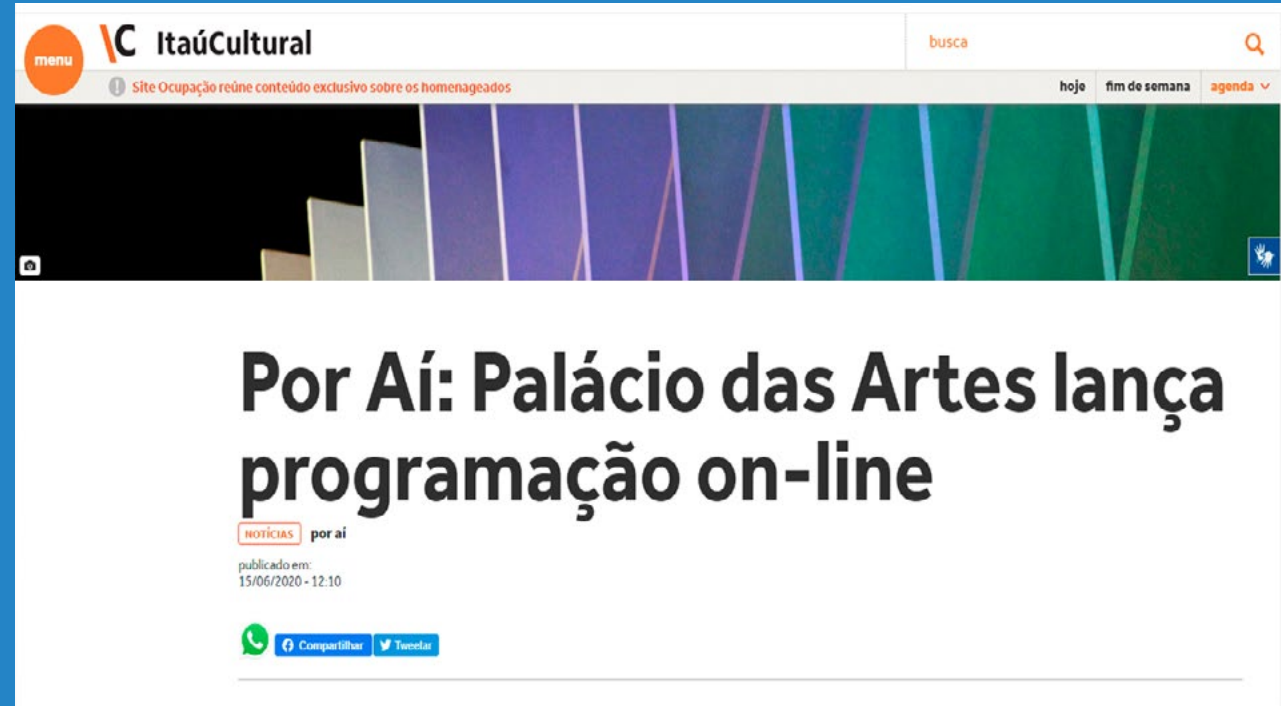 menu
\C ItaúCultural
busca
Site Ocupação reúne conteúdo exclusivo sobre os homenageados
hoje
fim de semana
agenda
Por Aí: Palácio das Artes lança
programação on-line
NOTÍCIAS por aí
publicado em:
15/06/2020 - 12:10
Compartilhar
Tweetar